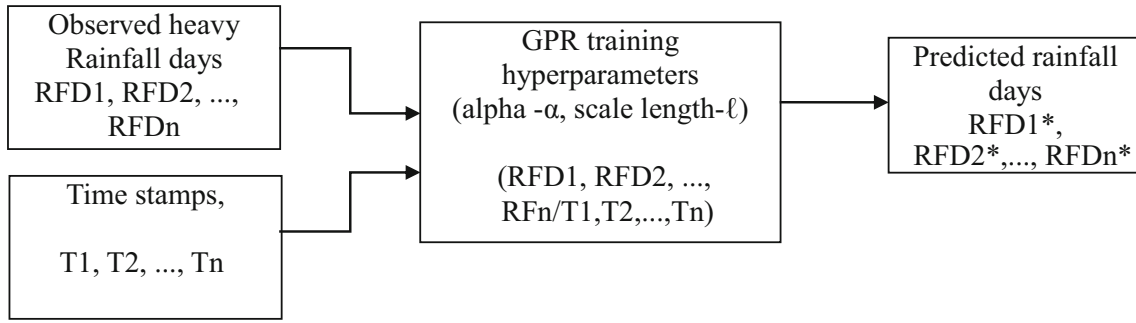 Observed heavy
Rainfall days
RFD1, RFD2, ...,
RFDn
Time stamps,
T1, T2, ..., Tn
GPR training
hyperparameters
(alpha -α, scale length-ℓ)
(RFD1, RFD2, ...,
RFn/T1,T2,...,Tn)
Predicted rainfall
days
RFD1*,
RFD2*,..., RFDn*